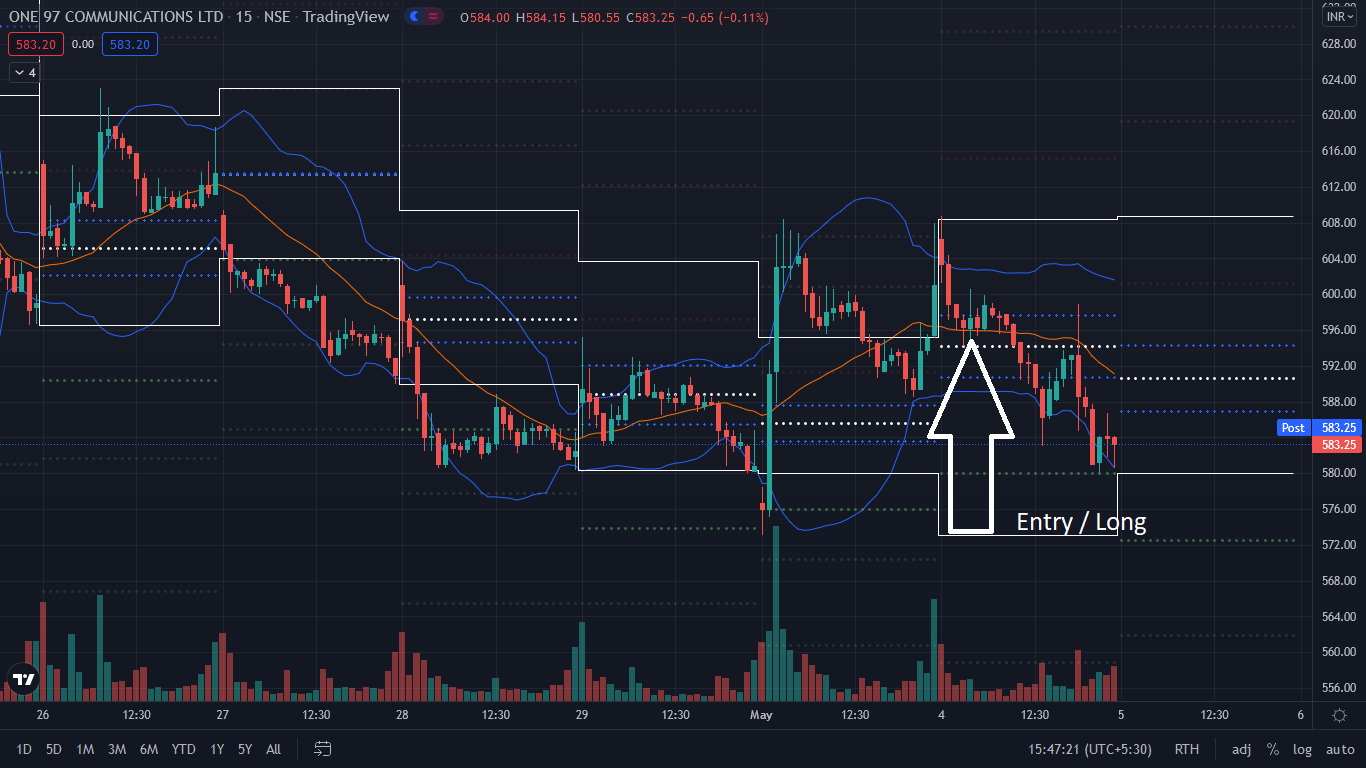 ONE 97 COMMUNICATIONS LTD · 15 · NSE · TradingView O584.00 H584.15 L580.55 C583.25 −0.65 (−0.11%)
INR
583.20 0.00 583.20
4
628.00
624.00
620.00
616.00
612.00
608.00
604.00
600.00
596.00
592.00
588.00
Post 583.25
583.25
580.00
576.00
Entry / Long
572.00
568.00
564.00
560.00
556.00
26 12:30 27 12:30 28 12:30 29 12:30 May 12:30 4 12:30 5 12:30 6
1D 5D 1M 3M 6M YTD 1Y 5Y All 15:47:21 (UTC+5:30) RTH adj % log auto